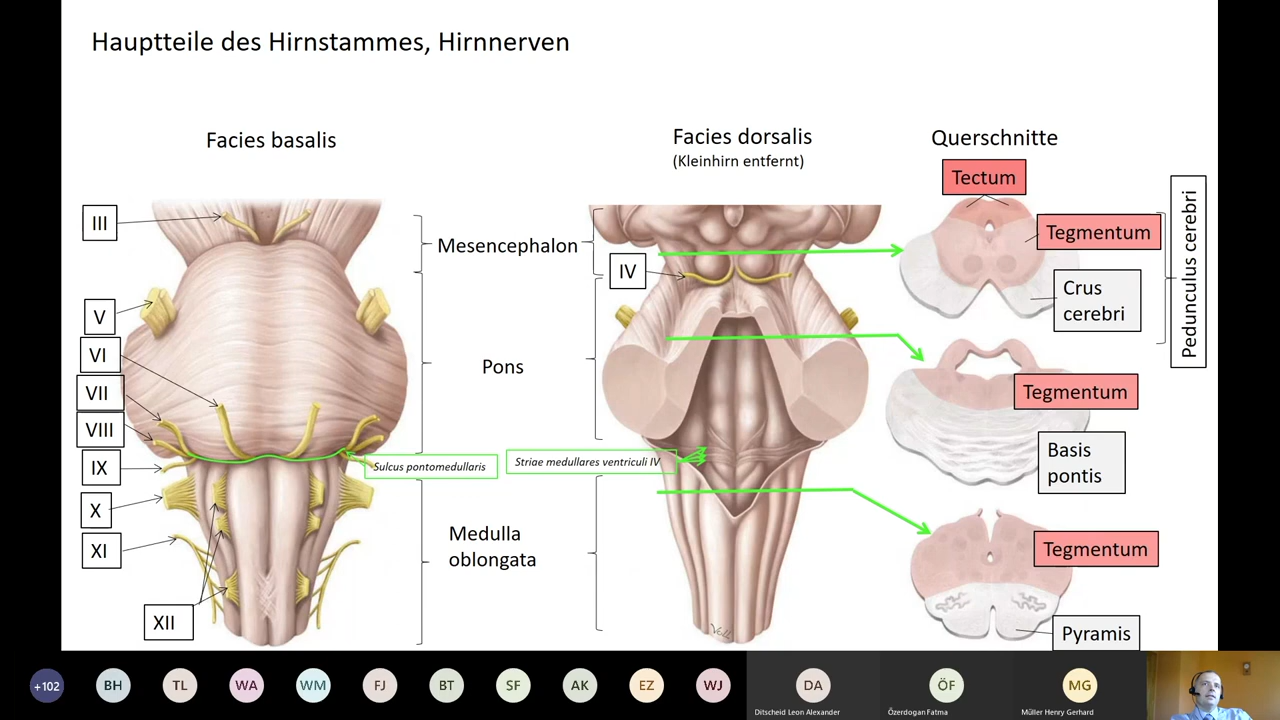 Hauptteile des Hirnstammes, Hirnnerven
Facies basalis
Facies dorsalis
(Kleinhirn entfernt)
Querschnitte
III
V
VI
VII
VIII
IX
X
XI
XII
Mesencephalon
Pons
Medulla
oblongata
Sulcus pontomedullaris
Striae medullares ventriculi IV
IV
Tectum
Tegmentum
Crus
cerebri
Pedunculus cerebri
Tegmentum
Basis
pontis
Tegmentum
Pyramis
+102
BH
TL
WA
WM
FJ
BT
SF
AK
EZ
WJ
DA
Ditscheid Leon Alexander
ÖF
Özerdogan Fatma
MG
Müller Henry Gerhard